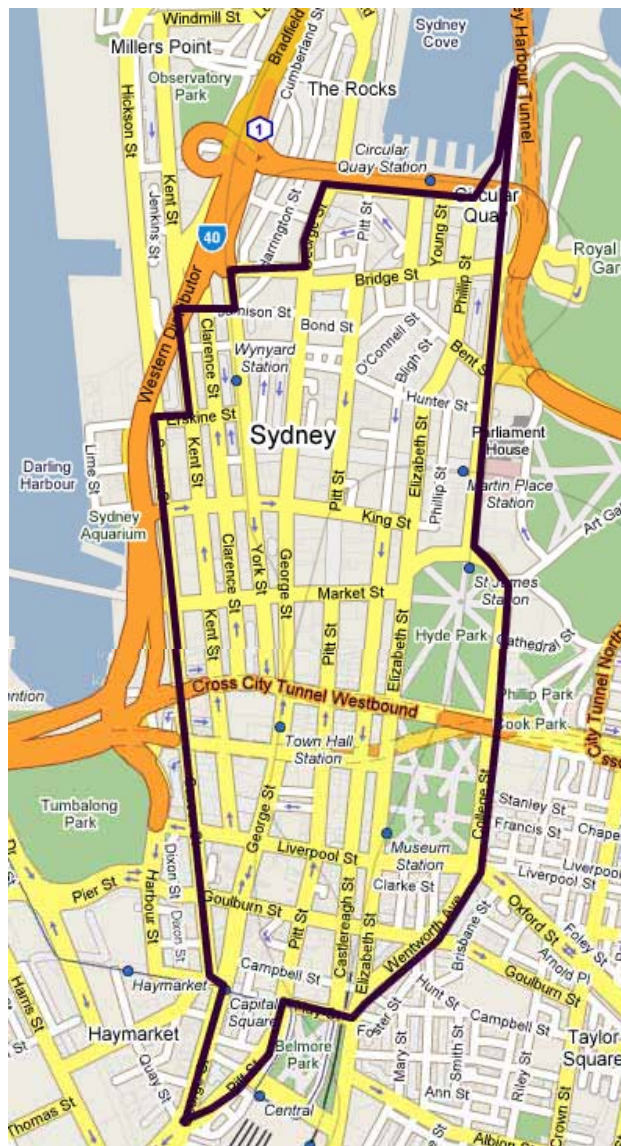 Windmill St
Millers Point
Bradfield
Cumberland St
Sydney
Cove
Observatory
Park
The Rocks
Harbour Tunnel
Hickson St
Kent St
1
Circular
Quay Station
Jenkins St
Harrington St
George St
Pitt St
Young St
Circular
Phillip St
40
Royal
Bridge St
Western Distributor
Bond St
O'Connell St
Bligh St
Bent St
Clarence St
Wynyard
Station
Hunter St
Erskine St
Sydney
Parliament
House
Lime St
Kent St
Darling
Harbour
Pitt St
Elizabeth St
Phillip St
Martin Place
Station
Sydney
Aquarium
King St
Art
Clarence St
York St
George St
Market St
St James
Station
Kent St
Pitt St
Elizabeth St
Hyde Park
Cathedral St
Cross City Tunnel Westbound
Phillip Park
Cook Park
City Tunnel North
Town Hall
Station
Tumbalong
Park
George St
College St
Stanley St
Francis St
Liverpool St
Museum
Station
Liverpool St
Clarke St
Dixon St
Pier St
Harbour St
Dixon St
Goulburn St
Pitt St
Castlereagh St
Elizabeth St
Wentworth Ave
Brisbane St
Oxford St
Foley St
Arnold Pl
Goulburn St
Harris St
Haymarket
Campbell St
Capitol
Square
Hunt St
Campbell St
Haymarket
Foster St
Taylor
Square
Quay St
Belmore
Park
Mary St
Smith St
Riley St
Pitt St
Ann St
Thomas St
Central
Albion St
Crown St